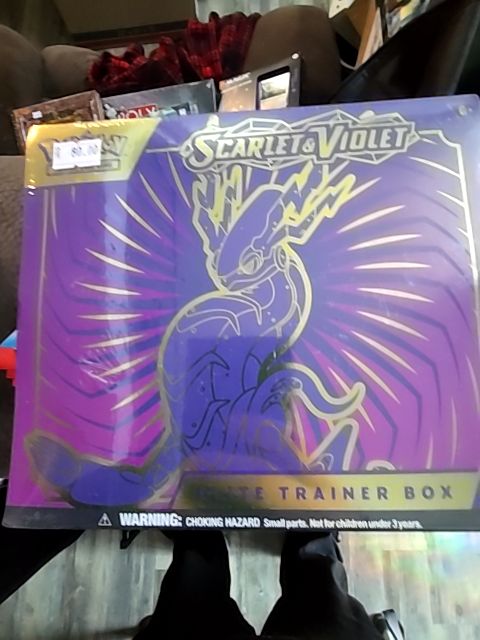 SCARLET & VIOLET
80.00
TRAINER BOX
⚠ WARNING: CHOKING HAZARD Small parts. Not for children under 3 years.